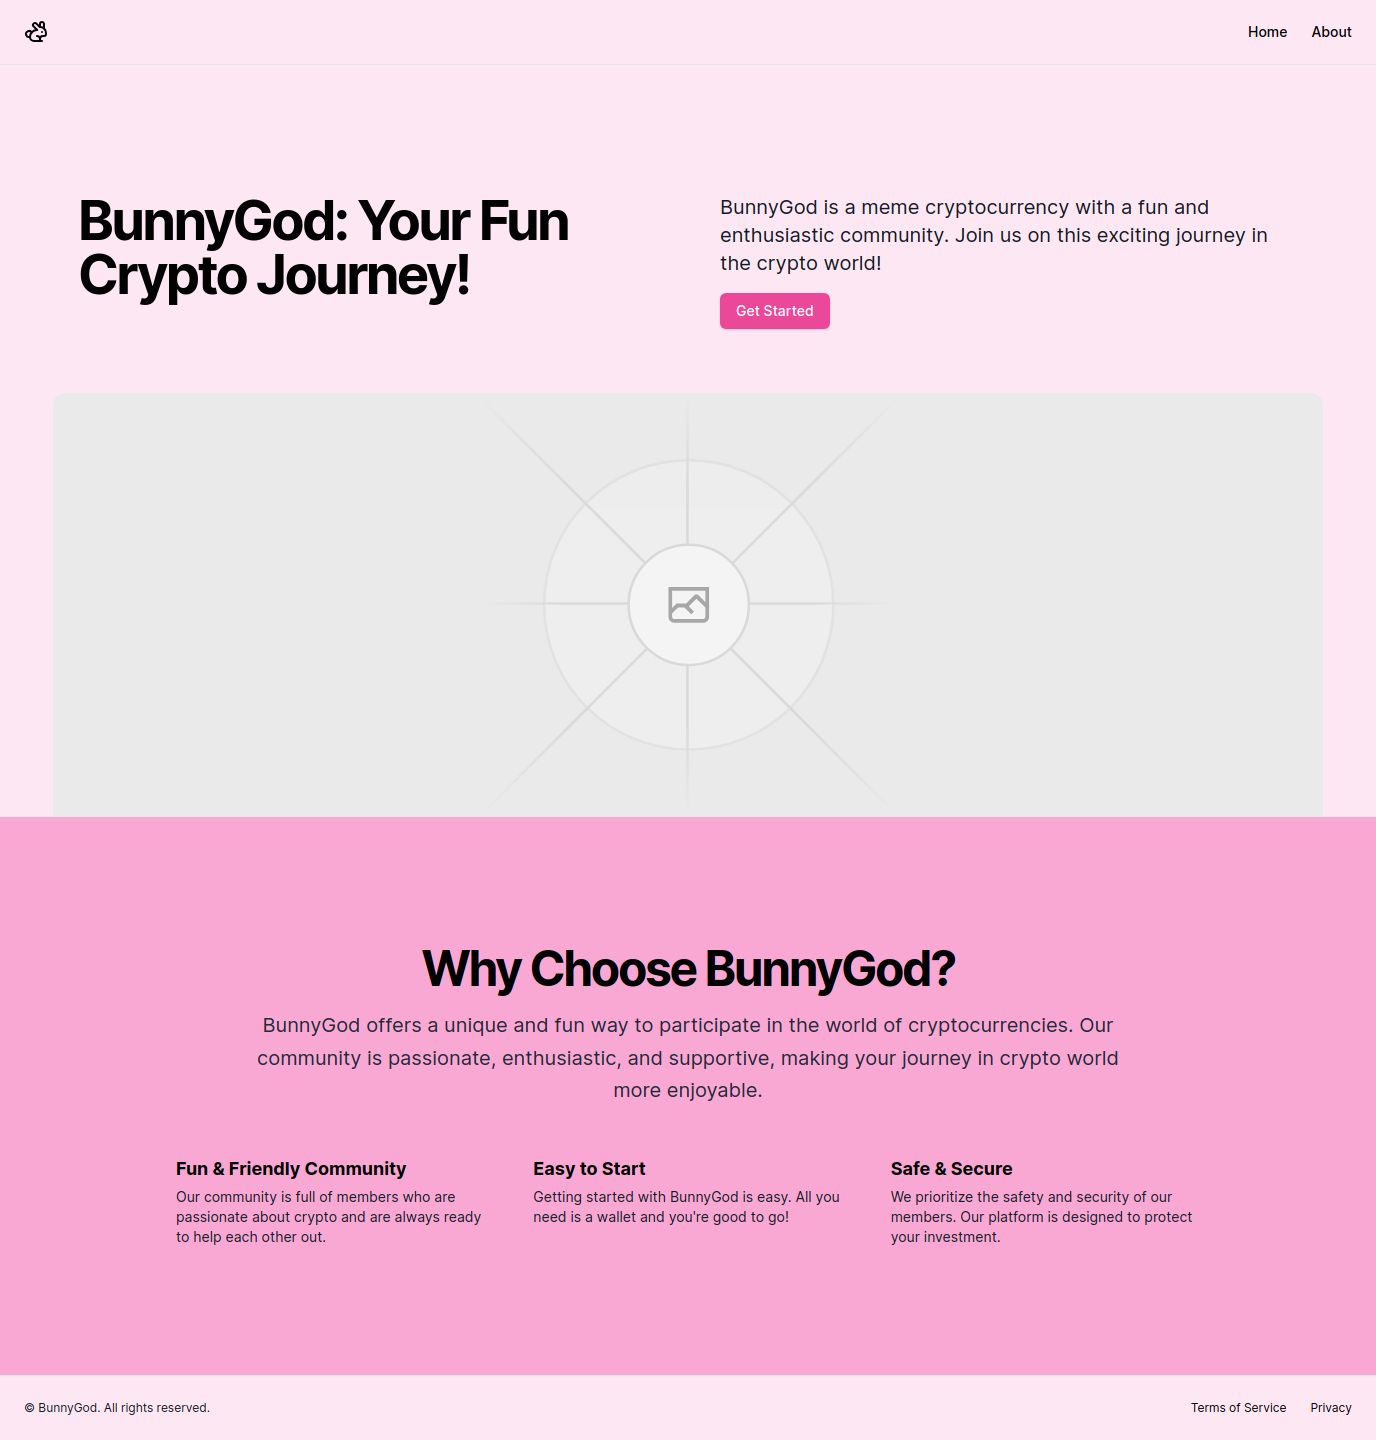 Home About
BunnyGod: Your Fun
Crypto Journey!
BunnyGod is a meme cryptocurrency with a fun and
enthusiastic community. Join us on this exciting journey in
the crypto world!
Get Started
Why Choose BunnyGod?
BunnyGod offers a unique and fun way to participate in the world of cryptocurrencies. Our
community is passionate, enthusiastic, and supportive, making your journey in crypto world
more enjoyable.
Fun & Friendly Community
Our community is full of members who are
passionate about crypto and are always ready
to help each other out.
Easy to Start
Getting started with BunnyGod is easy. All you
need is a wallet and you're good to go!
Safe & Secure
We prioritize the safety and security of our
members. Our platform is designed to protect
your investment.
© BunnyGod. All rights reserved.
Terms of Service Privacy